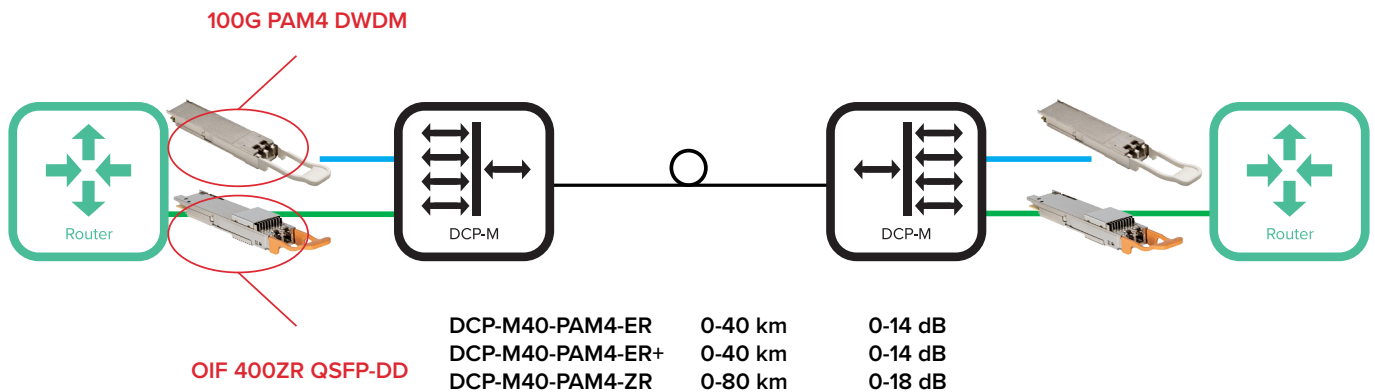 100G PAM4 DWDM
Router
DCP-M
DCP-M
Router
OIF 400ZR QSFP-DD
DCP-M40-PAM4-ER 0-40 km 0-14 dB
DCP-M40-PAM4-ER+ 0-40 km 0-14 dB
DCP-M40-PAM4-ZR 0-80 km 0-18 dB